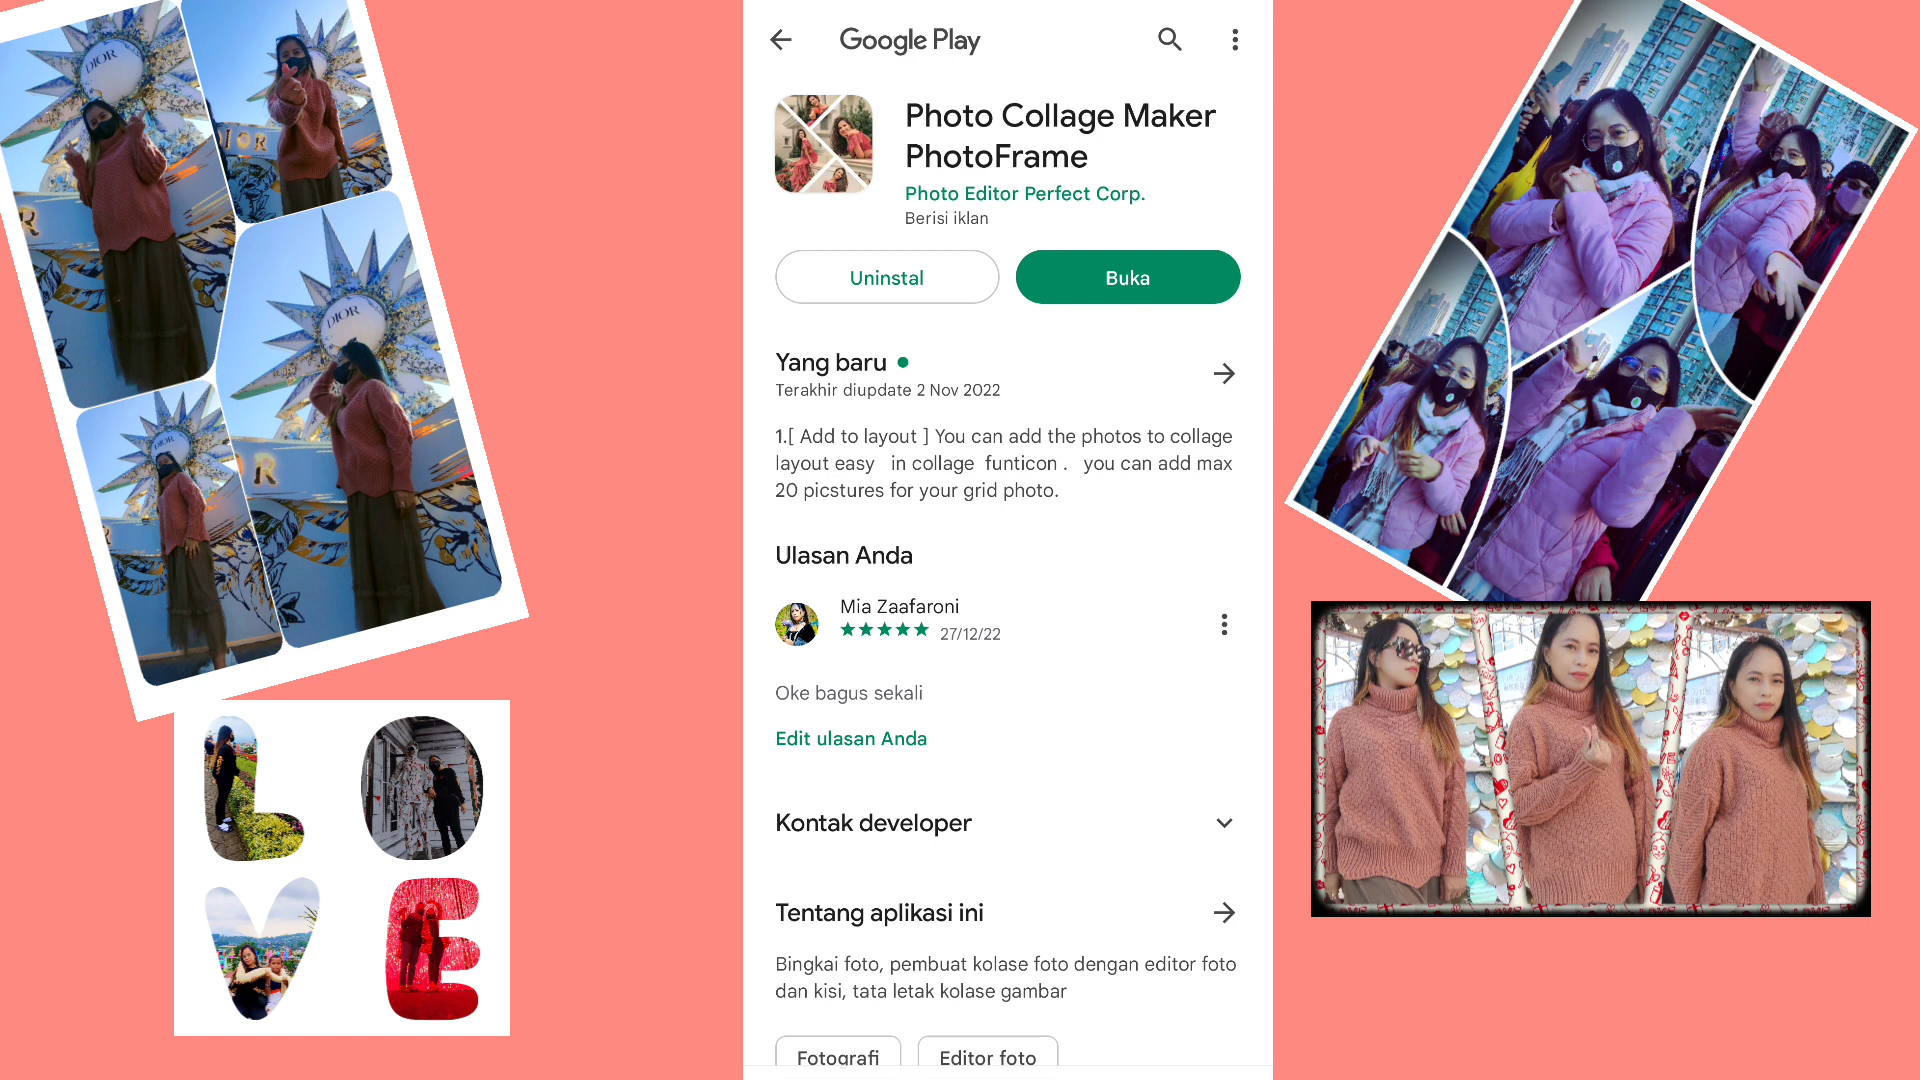 Google Play
Photo Collage Maker
PhotoFrame
Photo Editor Perfect Corp.
Berisi iklan
Uninstal
Buka
Yang baru
Terakhir diupdate 2 Nov 2022
1.[ Add to layout ] You can add the photos to collage
layout easy in collage funticon . you can add max
20 picstures for your grid photo.
Ulasan Anda
Mia Zaafaroni
27/12/22
Oke bagus sekali
Edit ulasan Anda
Kontak developer
Tentang aplikasi ini
Bingkai foto, pembuat kolase foto dengan editor foto
dan kisi, tata letak kolase gambar
Fotografi
Editor foto
DIOR
DIOR
DIOR
L O
V E